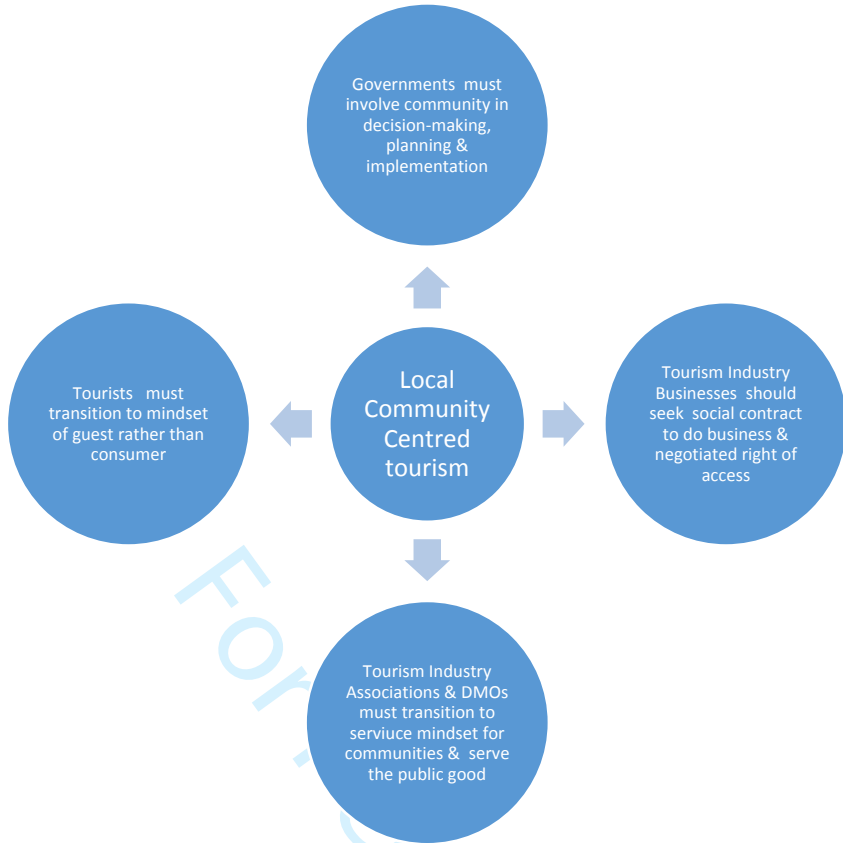 Governments must
involve community in
decision-making,
planning &
implementation
Tourists must
transition to mindset
of guest rather than
consumer
Local
Community
Centred
tourism
Tourism Industry
Businesses should
seek social contract
to do business &
negotiated right of
access
Tourism Industry
Associations & DMOs
must transition to
serviuce mindset for
communities & serve
the public good
For